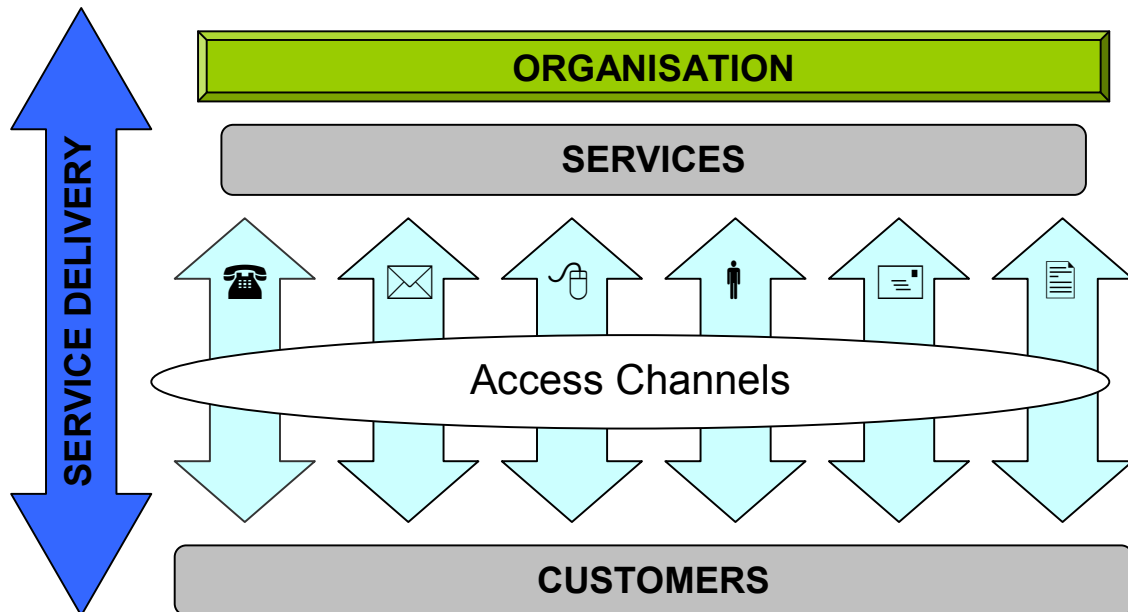 ORGANISATION
SERVICES
SERVICE DELIVERY
Access Channels
CUSTOMERS